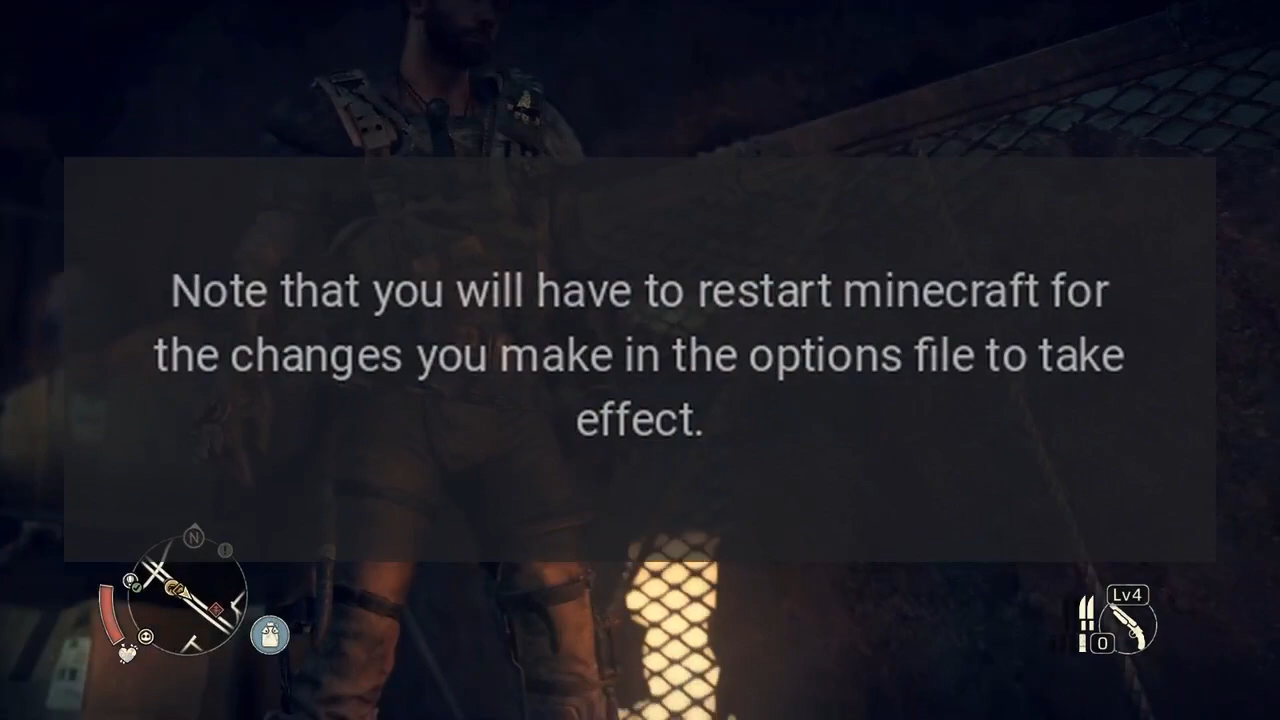 Note that you will have to restart minecraft for
the changes you make in the options file to take
effect.
N
Lv4
0